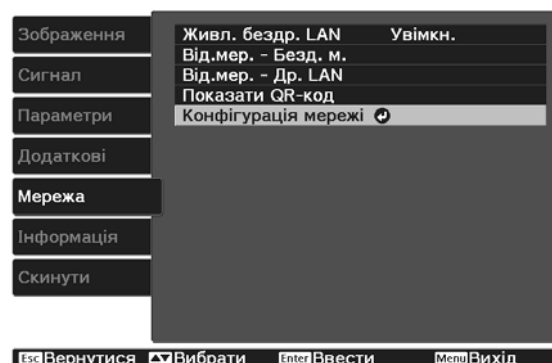 Зображення
Сигнал
Параметри
Додаткові
Мережа
Інформація
Скинути
Живл. бездр. LAN Увімкн.
Від.мер. - Безд. м.
Від.мер. - Др. LAN
Показати QR-код
Конфігурація мережі
Esc Вернутися Вибрати Enter Ввести Menu Вихід